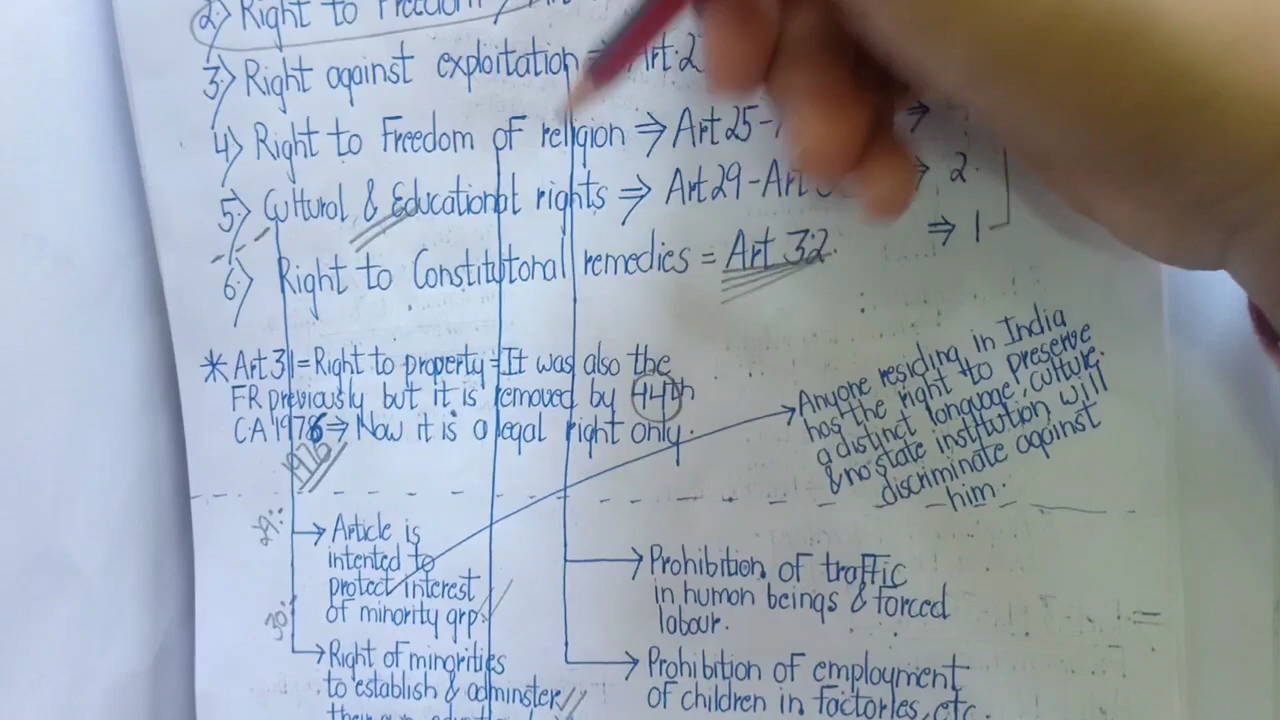 2.) Right to Freedom
3.) Right against exploitation ⇒ Art.2
4.) Right to Freedom of religion ⇒ Art 25- ⇒
5.) Cultural & Educational rights ⇒ Art 29 - Art ⇒ 2.
6.) Right to Constitutonal remedies = Art 32. ⇒ 1
* Art 31 = Right to property = It was also the
FR previously but it is removed by 44th
C.A 1978 ⇒ Now it is a legal right only.
1978
Anyone residing in India
has the right to preserve
a distinct language, culture.
& no state institution will
discriminate against
him.
29:
→ Article is
intented to
protect interest
of minority grp.
30:
→ Right of minorities
to establish & adminster
→ Prohibition of traffic
in human beings & forced
labour.
→ Prohibition of employment
of children in factories, etc.